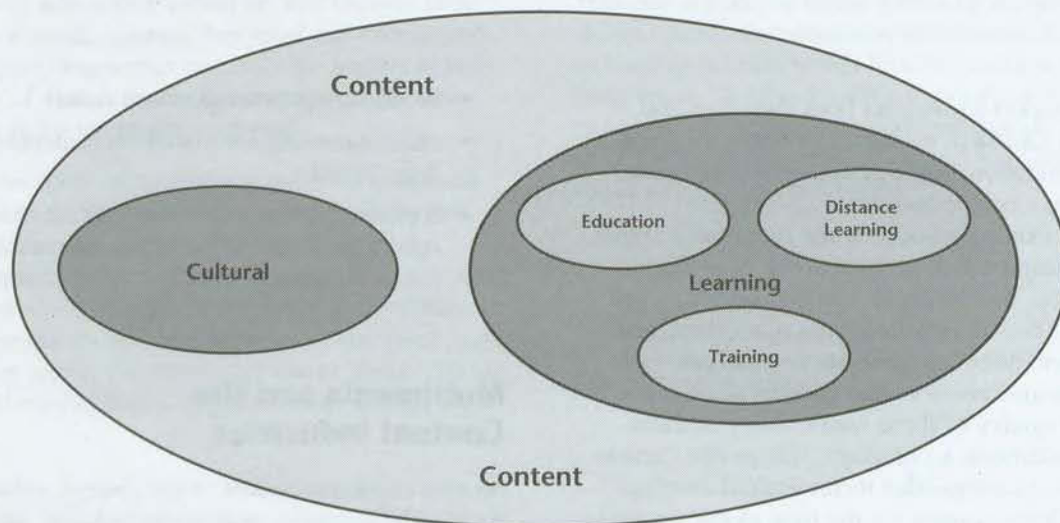 Content
Education
Distance
Learning
Cultural
Learning
Training
Content